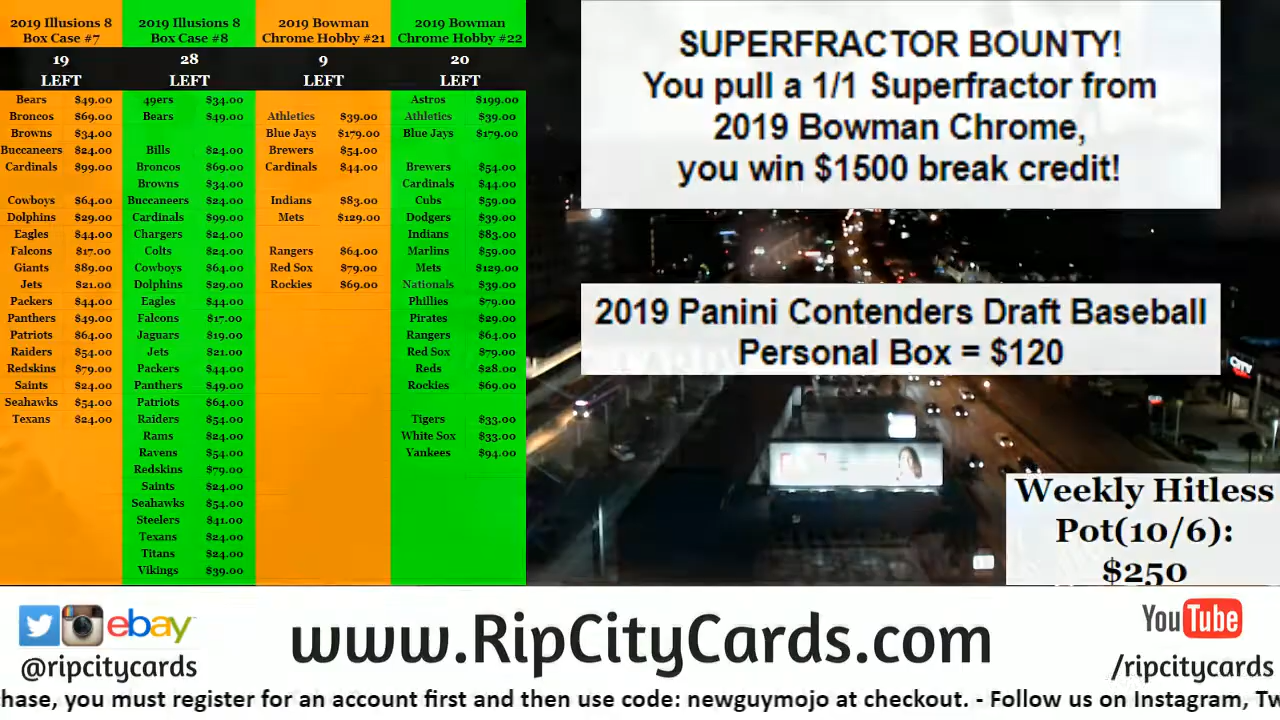 2019 Illusions 8
Box Case #7
19
LEFT
Bears $49.00
Broncos $69.00
Browns $34.00
Buccaneers $24.00
Cardinals $99.00
Cowboys $64.00
Dolphins $29.00
Eagles $44.00
Falcons $17.00
Giants $89.00
Jets $21.00
Packers $44.00
Panthers $49.00
Patriots $64.00
Raiders $54.00
Redskins $79.00
Saints $24.00
Seahawks $54.00
Texans $24.00
2019 Illusions 8
Box Case #8
28
LEFT
49ers $34.00
Bears $49.00
Bills $24.00
Broncos $69.00
Browns $34.00
Buccaneers $24.00
Cardinals $99.00
Chargers $24.00
Colts $24.00
Cowboys $64.00
Dolphins $29.00
Eagles $44.00
Falcons $17.00
Jaguars $19.00
Jets $21.00
Packers $44.00
Panthers $49.00
Patriots $64.00
Raiders $54.00
Rams $24.00
Ravens $54.00
Redskins $79.00
Saints $24.00
Seahawks $54.00
Steelers $41.00
Texans $24.00
Titans $24.00
Vikings $39.00
2019 Bowman
Chrome Hobby #21
9
LEFT
Athletics $39.00
Blue Jays $179.00
Brewers $54.00
Cardinals $44.00
Indians $83.00
Mets $129.00
Rangers $64.00
Red Sox $79.00
Rockies $69.00
2019 Bowman
Chrome Hobby #22
20
LEFT
Astros $199.00
Athletics $39.00
Blue Jays $179.00
Brewers $54.00
Cardinals $44.00
Cubs $59.00
Dodgers $39.00
Indians $83.00
Marlins $59.00
Mets $129.00
Nationals $39.00
Phillies $79.00
Pirates $29.00
Rangers $64.00
Red Sox $79.00
Reds $28.00
Rockies $69.00
Tigers $33.00
White Sox $33.00
Yankees $94.00
SUPERFRACTOR BOUNTY!
You pull a 1/1 Superfractor from
2019 Bowman Chrome,
you win $1500 break credit!
2019 Panini Contenders Draft Baseball
Personal Box = $120
Weekly Hitless
Pot(10/6):
$250
ebay
@ripcitycards
www.RipCityCards.com
YouTube
/ripcitycards
chase, you must register for an account first and then use code: newguymojo at checkout. - Follow us on Instagram, Tw